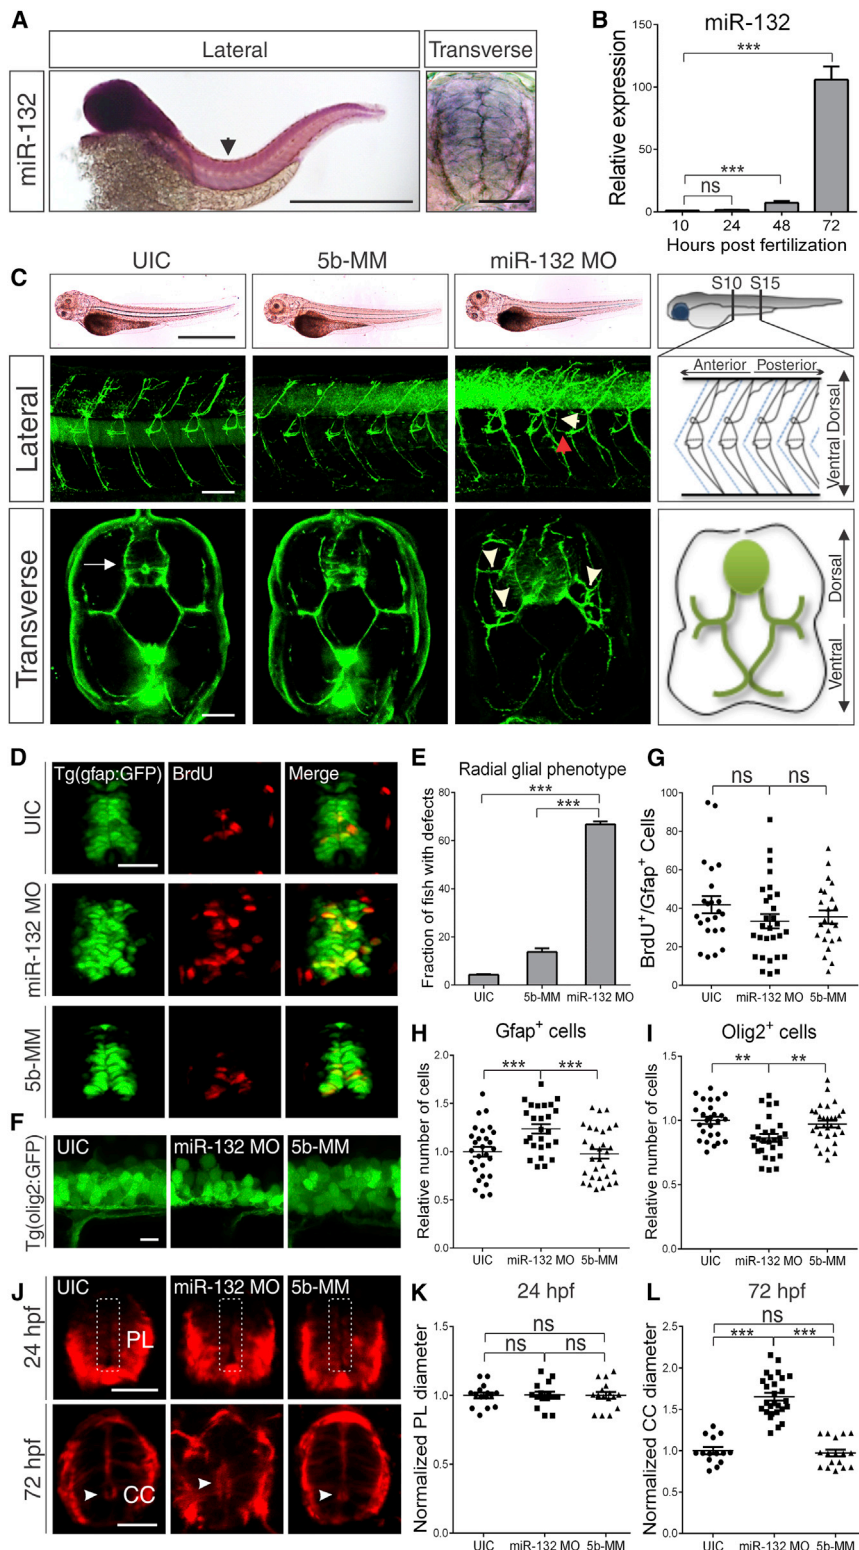 A
Lateral
Transverse
miR-132
B
miR-132
Relative expression
150
100
50
0
***
***
ns
10 24 48 72
Hours post fertilization
C
UIC
5b-MM
miR-132 MO
S10 S15
Lateral
Anterior Posterior
Ventral Dorsal
Transverse
Dorsal
Ventral
D
Tg(gfap:GFP)
BrdU
Merge
UIC
miR-132 MO
5b-MM
E
Radial glial phenotype
Fraction of fish with defects
80
60
40
20
0
***
***
UIC 5b-MM miR-132 MO
G
BrdU⁺/Gfap⁺ Cells
100
80
60
40
20
0
ns ns
UIC miR-132 MO 5b-MM
F
Tg(olig2:GFP)
UIC
miR-132 MO
5b-MM
H
Gfap⁺ cells
Relative number of cells
2.0
1.5
1.0
0.5
0.0
*** ***
UIC miR-132 MO 5b-MM
I
Olig2⁺ cells
Relative number of cells
1.5
1.0
0.5
0.0
** **
UIC miR-132 MO 5b-MM
J
UIC
miR-132 MO
5b-MM
24 hpf
PL
72 hpf
CC
K
24 hpf
Normalized PL diameter
1.5
1.0
0.5
0.0
ns
ns ns
UIC miR-132 MO 5b-MM
L
72 hpf
Normalized CC diameter
2.5
2.0
1.5
1.0
0.5
0.0
ns
*** ***
UIC miR-132 MO 5b-MM